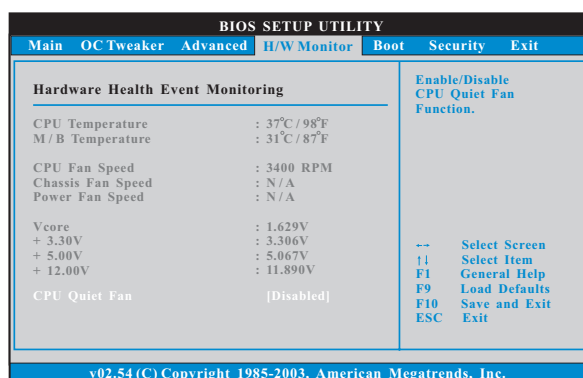 BIOS SETUP UTILITY
Main OC Tweaker Advanced H/W Monitor Boot Security Exit
Hardware Health Event Monitoring
CPU Temperature : 37°C / 98°F
M / B Temperature : 31°C / 87°F
CPU Fan Speed : 3400 RPM
Chassis Fan Speed : N / A
Power Fan Speed : N / A
Vcore : 1.629V
+ 3.30V : 3.306V
+ 5.00V : 5.067V
+ 12.00V : 11.890V
CPU Quiet Fan [Disabled]
Enable/Disable
CPU Quiet Fan
Function.
←→ Select Screen
↑↓ Select Item
F1 General Help
F9 Load Defaults
F10 Save and Exit
ESC Exit
v02.54 (C) Copyright 1985-2003, American Megatrends, Inc.